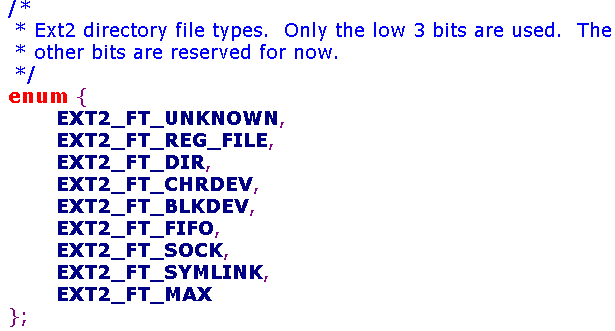 /*
 * Ext2 directory file types.  Only the low 3 bits are used.  The
 * other bits are reserved for now.
 */
enum {
    EXT2_FT_UNKNOWN,
    EXT2_FT_REG_FILE,
    EXT2_FT_DIR,
    EXT2_FT_CHRDEV,
    EXT2_FT_BLKDEV,
    EXT2_FT_FIFO,
    EXT2_FT_SOCK,
    EXT2_FT_SYMLINK,
    EXT2_FT_MAX
};